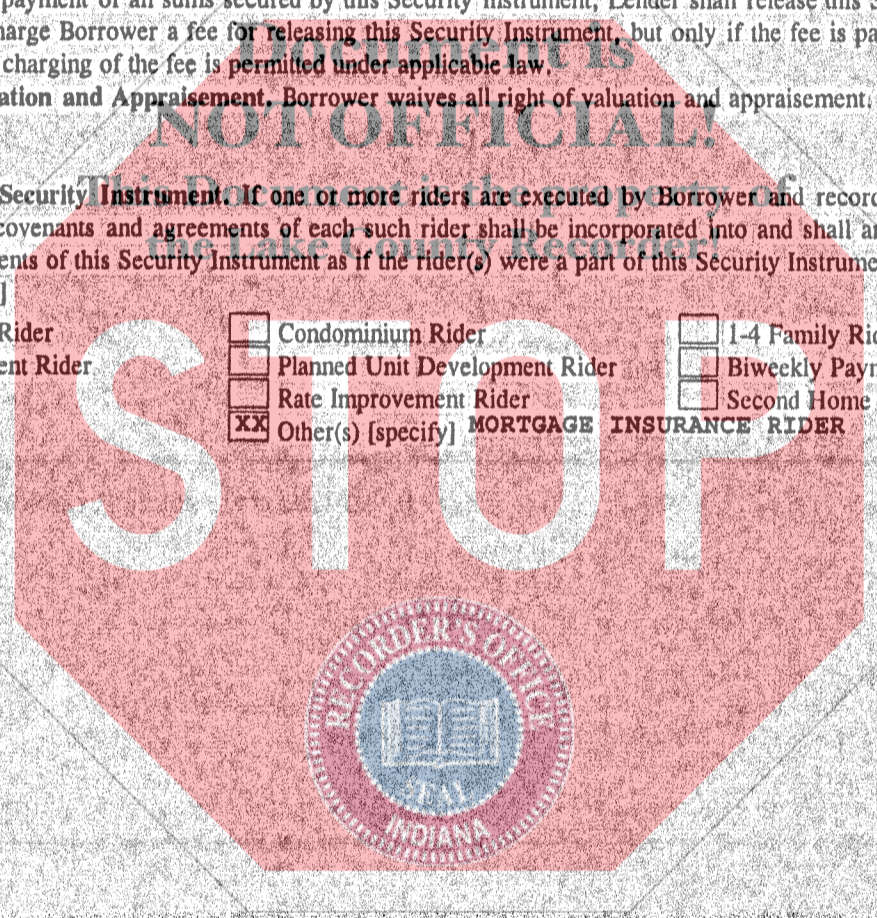 payment of all sums secured by this Security Instrument, Lender shall release this
harge Borrower a fee for releasing this Security Instrument, but only if the fee is pa
charging of the fee is permitted under applicable law.
ation and Appraisement. Borrower waives all right of valuation and appraisement.
Document is
NOT OFFICIAL!
This Document is the property of
the Lake County Recorder!
Security Instrument. If one or more riders are executed by Borrower and record
covenants and agreements of each such rider shall be incorporated into and shall a
ents of this Security Instrument as if the rider(s) were a part of this Security Instrume
]
Rider Condominium Rider 1-4 Family Rid
ent Rider Planned Unit Development Rider Biweekly Payn
Rate Improvement Rider Second Home
XX Other(s) [specify] MORTGAGE INSURANCE RIDER
STOP
RECORDER'S OFFICE
SEAL
INDIANA